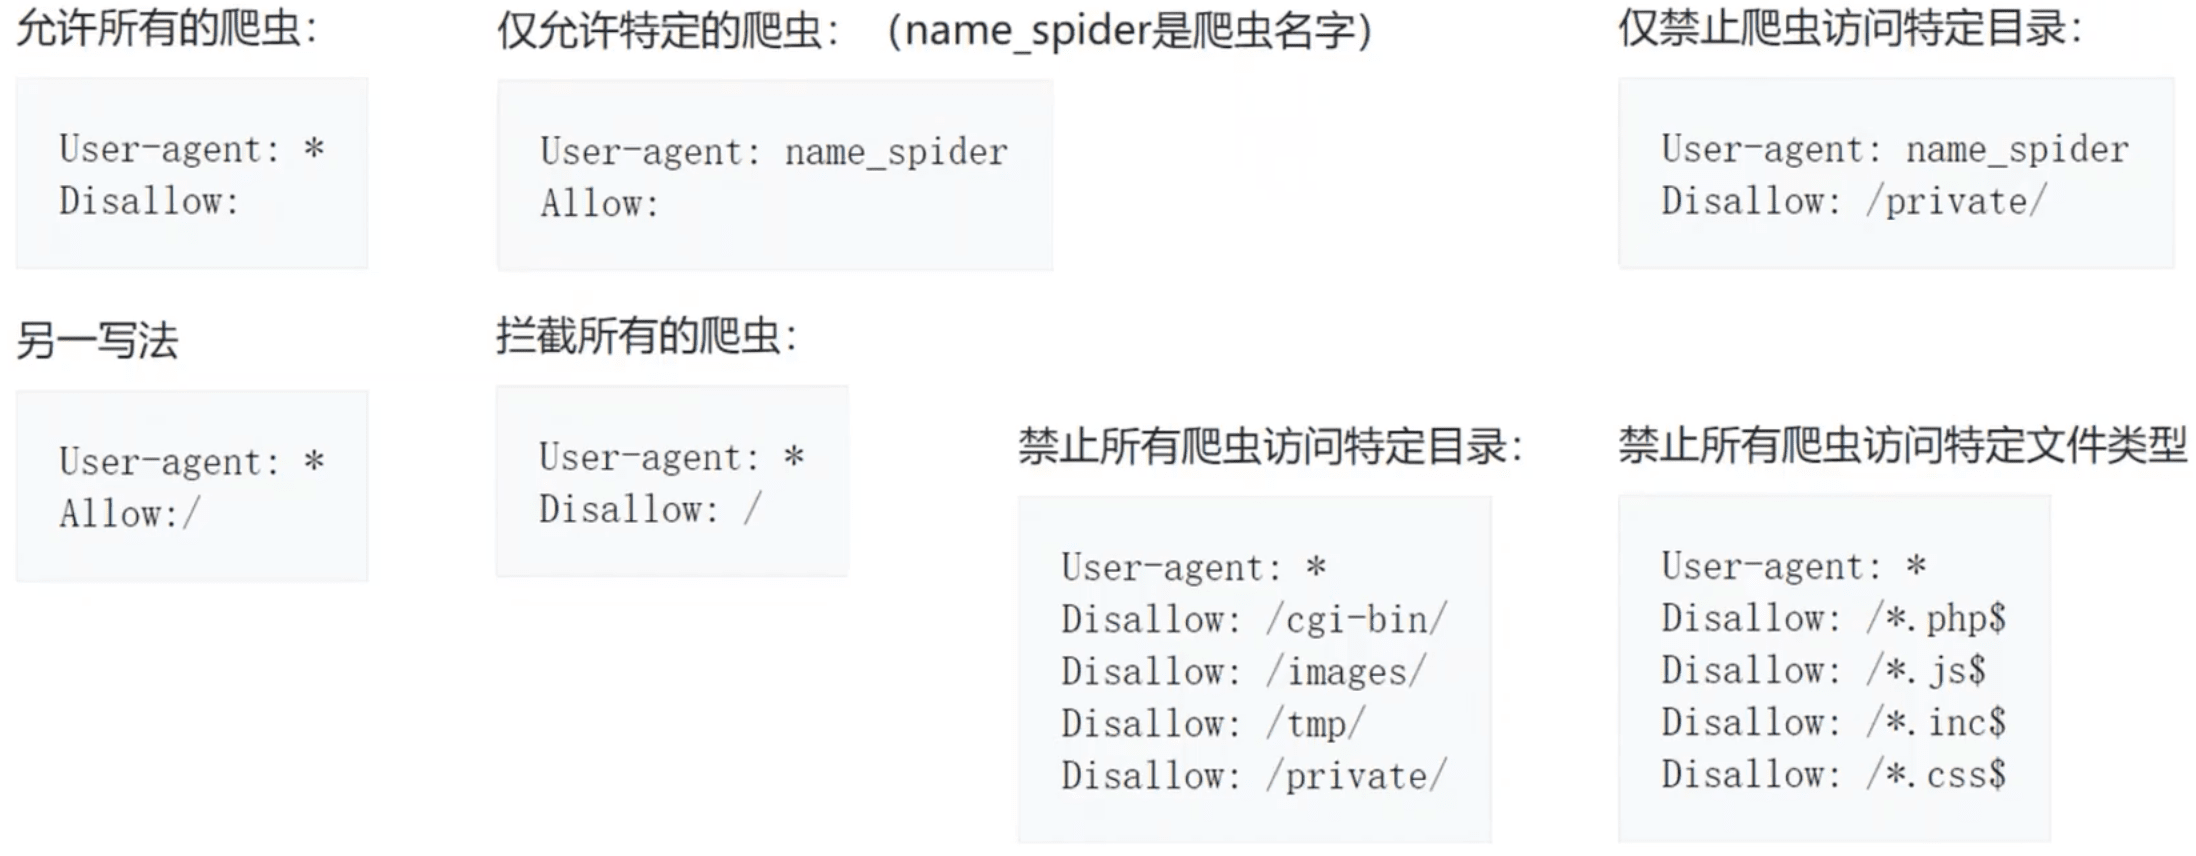 允许所有的爬虫：
User-agent: *
Disallow:
另一写法
User-agent: *
Allow:/
仅允许特定的爬虫：（name_spider是爬虫名字）
User-agent: name_spider
Allow:
拦截所有的爬虫：
User-agent: *
Disallow: /
禁止所有爬虫访问特定目录：
User-agent: *
Disallow: /cgi-bin/
Disallow: /images/
Disallow: /tmp/
Disallow: /private/
仅禁止爬虫访问特定目录：
User-agent: name_spider
Disallow: /private/
禁止所有爬虫访问特定文件类型
User-agent: *
Disallow: /*.php$
Disallow: /*.js$
Disallow: /*.inc$
Disallow: /*.css$